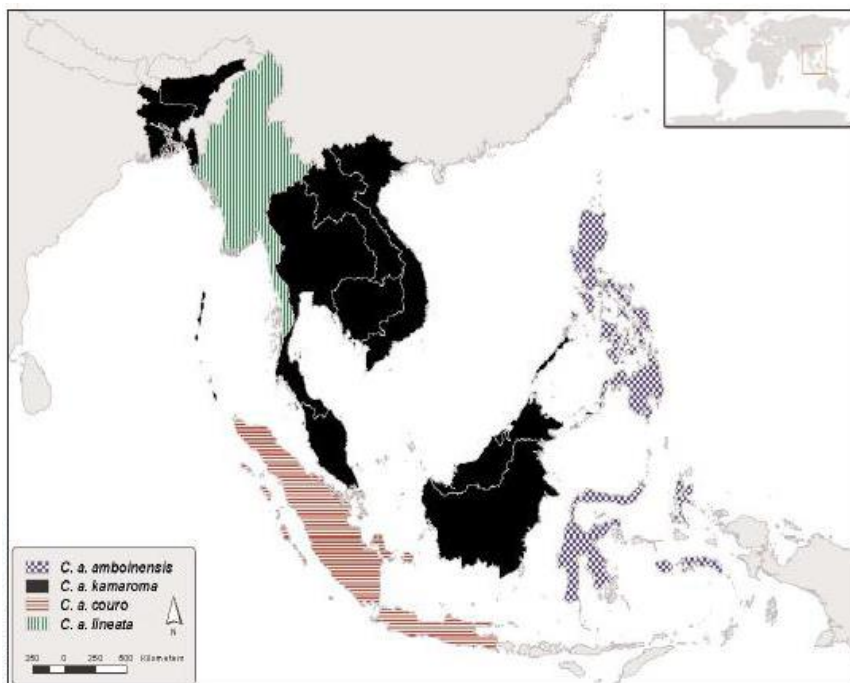 C. a. amboinensis
C. a. kamaroma
C. a. couro
C. a. lineata
N
250 0 250 500 Kilometers